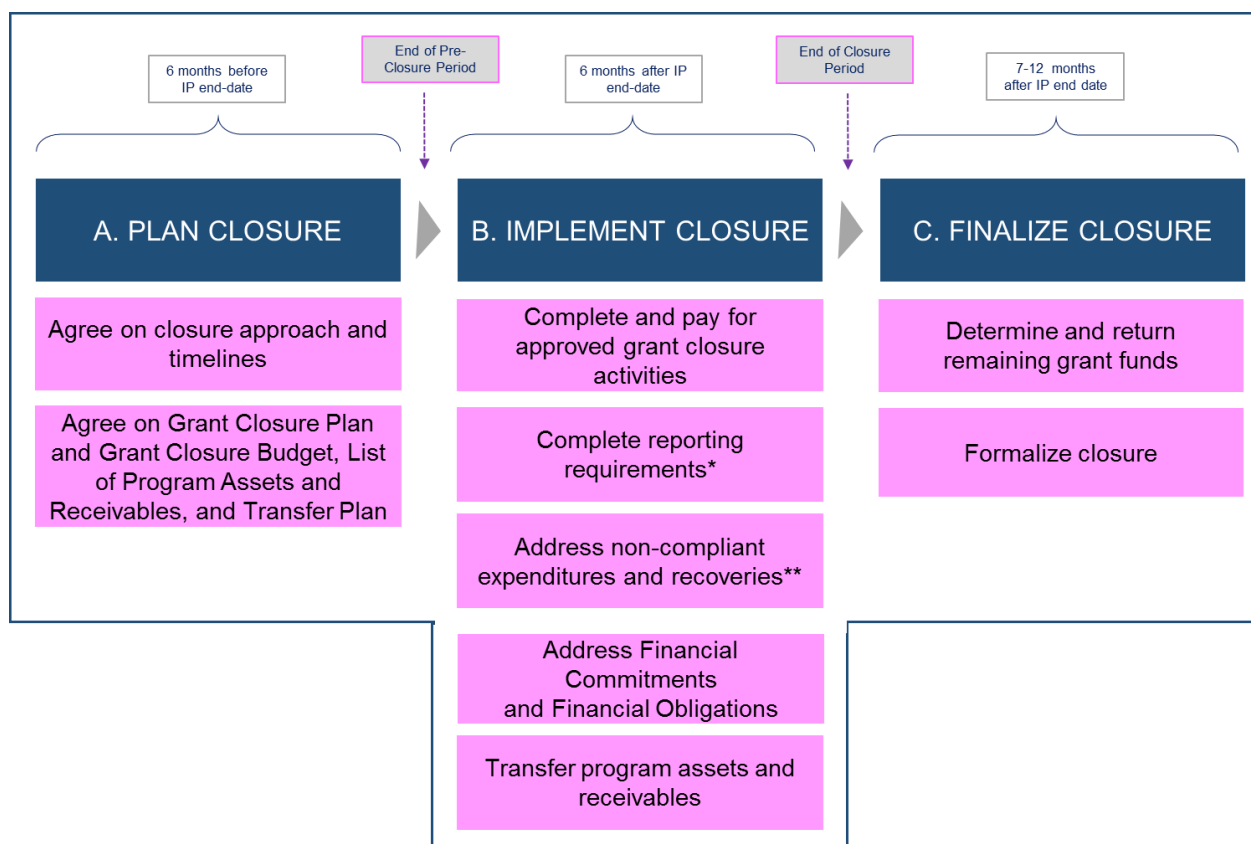 6 months before
IP end-date
End of Pre-
Closure Period
6 months after IP
end-date
End of Closure
Period
7-12 months
after IP end date
A. PLAN CLOSURE
B. IMPLEMENT CLOSURE
C. FINALIZE CLOSURE
Agree on closure approach and
timelines
Agree on Grant Closure Plan
and Grant Closure Budget, List
of Program Assets and
Receivables, and Transfer Plan
Complete and pay for
approved grant closure
activities
Complete reporting
requirements*
Address non-compliant
expenditures and recoveries**
Address Financial
Commitments
and Financial Obligations
Transfer program assets and
receivables
Determine and return
remaining grant funds
Formalize closure